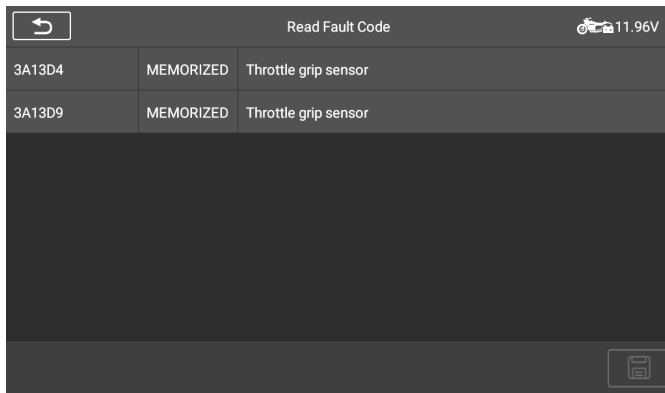 Read Fault Code
11.96V
3A13D4 MEMORIZED Throttle grip sensor
3A13D9 MEMORIZED Throttle grip sensor